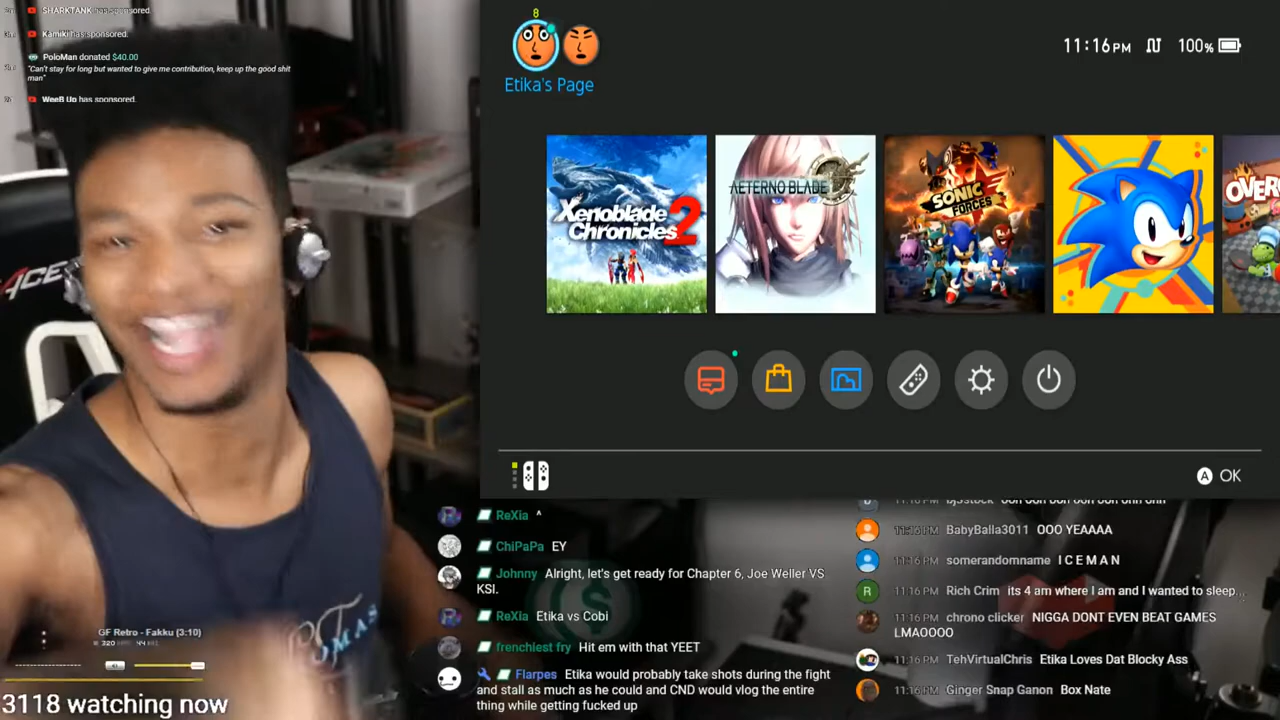 SHARKTANK has sponsored.
Kamiki has sponsored.
PoloMan donated $40.00
"Can't stay for long but wanted to give me contribution, keep up the good shit
man"
WeeB Uo has sponsored.
8
Etika's Page
11:16 PM
100%
Xenoblade
Chronicles 2
AETERNO BLADE
SONIC
FORCES
OVERC
A OK
ACE
ReXia ^
ChiPaPa EY
Johnny Alright, let's get ready for Chapter 6, Joe Weller VS
KSI.
ReXia Etika vs Cobi
frenchiest fry Hit em with that YEET
Flarpes Etika would probably take shots during the fight
and stall as much as he could and CND would vlog the entire
thing while getting fucked up
11:16 PM BabyBalla3011 OOO YEAAAA
11:16 PM somerandomname I C E M A N
R 11:16 PM Rich Crim its 4 am where I am and I wanted to sleep...
11:16 PM chrono clicker NIGGA DONT EVEN BEAT GAMES
LMAOOOO
11:16 PM TehVirtualChris Etika Loves Dat Blocky Ass
11:16 PM Ginger Snap Ganon Box Nate
GF Retro - Fakku (3:10)
3118 watching now